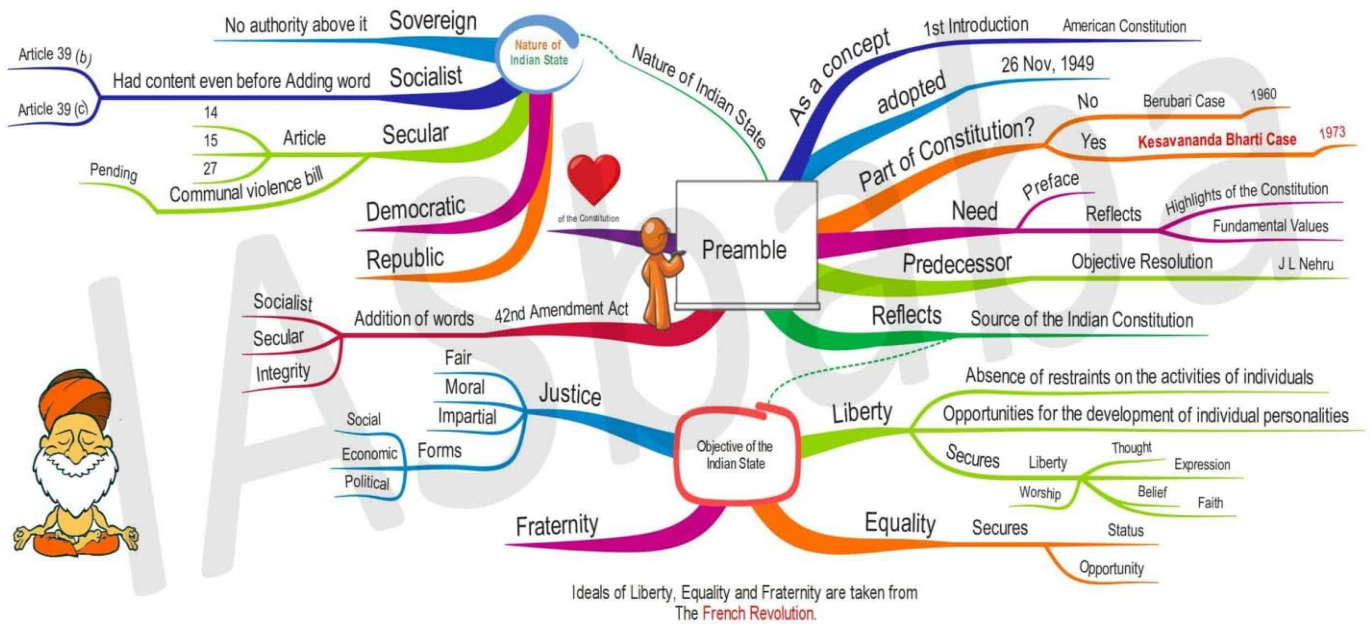 Nature of
Indian State
Sovereign
No authority above it
Socialist
Had content even before Adding word
Article 39 (b)
Article 39 (c)
Secular
Article
14
15
27
Communal violence bill
Pending
Democratic
Republic
Nature of Indian State
Preamble
As a concept
1st Introduction
American Constitution
adopted
26 Nov, 1949
Part of Constitution?
No
Berubari Case
1960
Yes
Kesavananda Bharti Case
1973
Need
Preface
Reflects
Highlights of the Constitution
Fundamental Values
Predecessor
Objective Resolution
J L Nehru
Reflects
Source of the Indian Constitution
of the Constitution
42nd Amendment Act
Addition of words
Socialist
Secular
Integrity
Objective of the
Indian State
Justice
Fair
Moral
Impartial
Forms
Social
Economic
Political
Fraternity
Liberty
Absence of restraints on the activities of individuals
Opportunities for the development of individual personalities
Secures
Liberty
Thought
Expression
Belief
Faith
Worship
Equality
Secures
Status
Opportunity
Ideals of Liberty, Equality and Fraternity are taken from
The French Revolution.
IASbaba